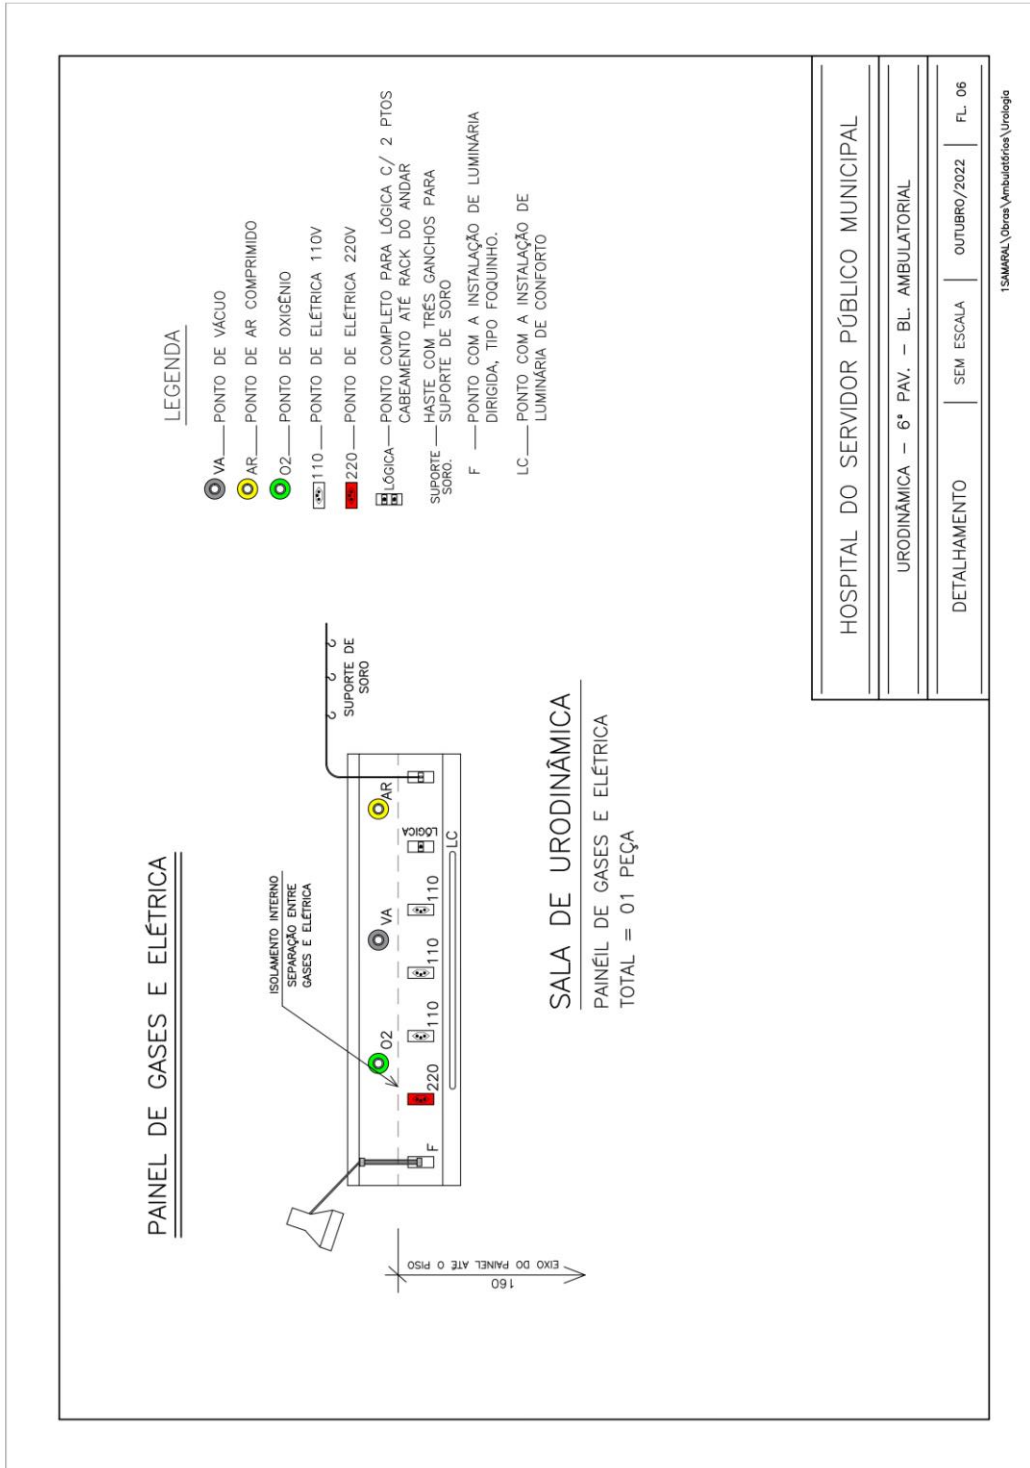 PAINEL DE GASES E ELÉTRICA
ISOLAMENTO INTERNO
SEPARAÇÃO ENTRE
GASES E ELÉTRICA
SUPORTE DE
SORO
O2
VA
AR
F
220
110
110
110
LÓGICA
LC
160
EIXO DO PAINEL ATÉ O PISO
SALA DE URODINÂMICA
PAINÉIL DE GASES E ELÉTRICA
TOTAL = 01 PEÇA
LEGENDA
VA PONTO DE VÁCUO
AR PONTO DE AR COMPRIMIDO
O2 PONTO DE OXIGÊNIO
110 PONTO DE ELÉTRICA 110V
220 PONTO DE ELÉTRICA 220V
LÓGICA PONTO COMPLETO PARA LÓGICA C/ 2 PTOS
CABEAMENTO ATÉ RACK DO ANDAR
SUPORTE HASTE COM TRÊS GANCHOS PARA
SORO. SUPORTE DE SORO
F PONTO COM A INSTALAÇÃO DE LUMINÁRIA
DIRIGIDA, TIPO FOQUINHO.
LC PONTO COM A INSTALAÇÃO DE
LUMINÁRIA DE CONFORTO
HOSPITAL DO SERVIDOR PÚBLICO MUNICIPAL
URODINÂMICA – 6º PAV. – BL. AMBULATORIAL
DETALHAMENTO SEM ESCALA OUTUBRO/2022 FL. 06
1SAMARAL\Obras\Ambulatórios\Urologia